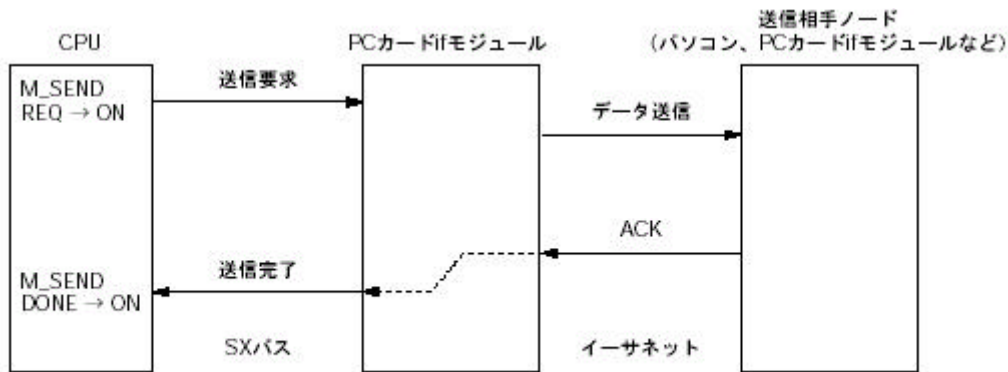 送信相手ノード
CPU
PCカードifモジュール
(パソコン、PCカードifモジュールなど)
M_SEND
REQ → ON
送信要求
データ送信
ACK
送信完了
M_SEND
DONE → ON
SXバス
イーサネット